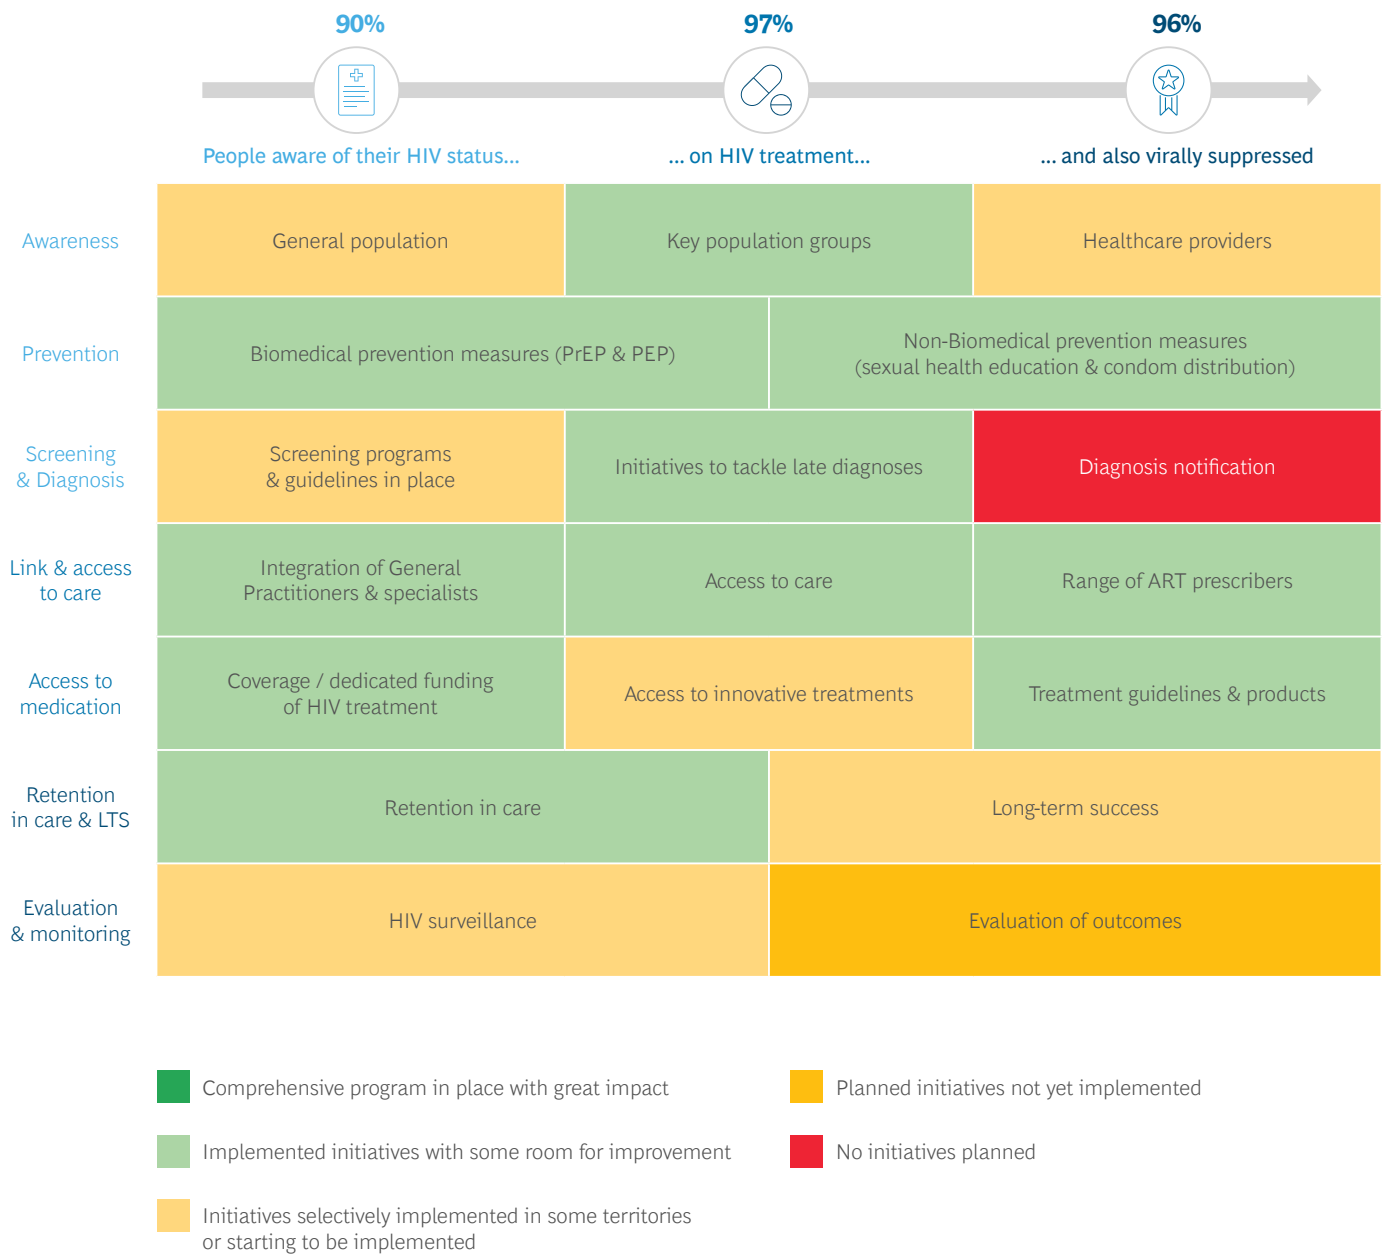 90%
97%
96%
People aware of their HIV status...
... on HIV treatment...
... and also virally suppressed
Awareness
General population
Key population groups
Healthcare providers
Prevention
Biomedical prevention measures (PrEP & PEP)
Non-Biomedical prevention measures
(sexual health education & condom distribution)
Screening
& Diagnosis
Screening programs
& guidelines in place
Initiatives to tackle late diagnoses
Diagnosis notification
Link & access
to care
Integration of General
Practitioners & specialists
Access to care
Range of ART prescribers
Access to
medication
Coverage / dedicated funding
of HIV treatment
Access to innovative treatments
Treatment guidelines & products
Retention
in care & LTS
Retention in care
Long-term success
Evaluation
& monitoring
HIV surveillance
Evaluation of outcomes
Comprehensive program in place with great impact
Implemented initiatives with some room for improvement
Initiatives selectively implemented in some territories
or starting to be implemented
Planned initiatives not yet implemented
No initiatives planned